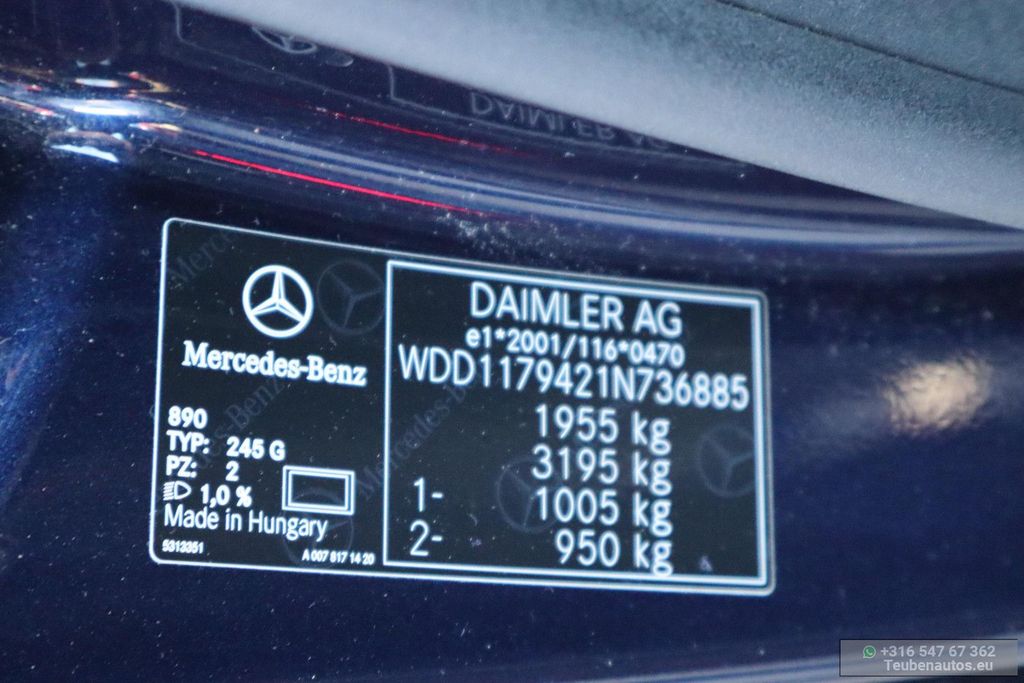 DAIMLER AG
Mercedes-Benz
890
TYP: 245 G
PZ: 2
1,0 %
Made in Hungary
5313351
A 007 817 14 20
DAIMLER AG
e1*2001/116*0470
WDD1179421N736885
1955 kg
3195 kg
1- 1005 kg
2- 950 kg
+316 547 67 362
Teubenautos.eu